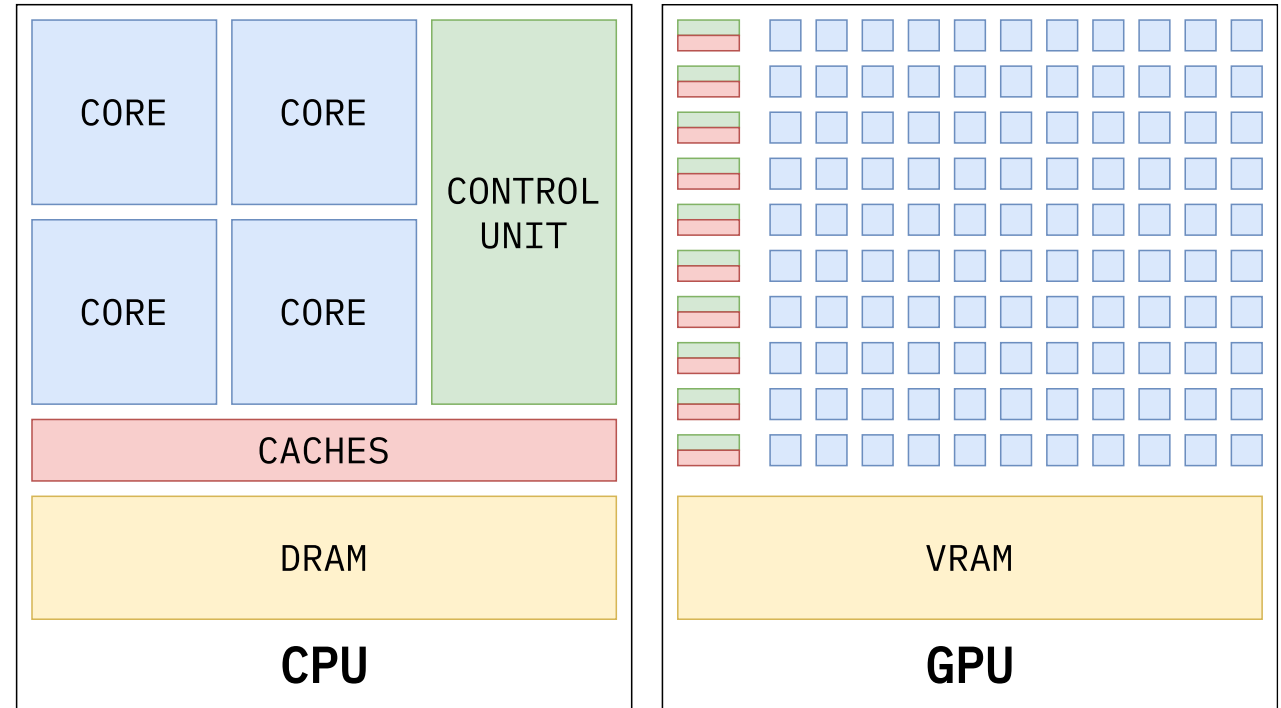 CORE
CORE
CONTROL
UNIT
CORE
CORE
CACHES
DRAM
CPU
VRAM
GPU